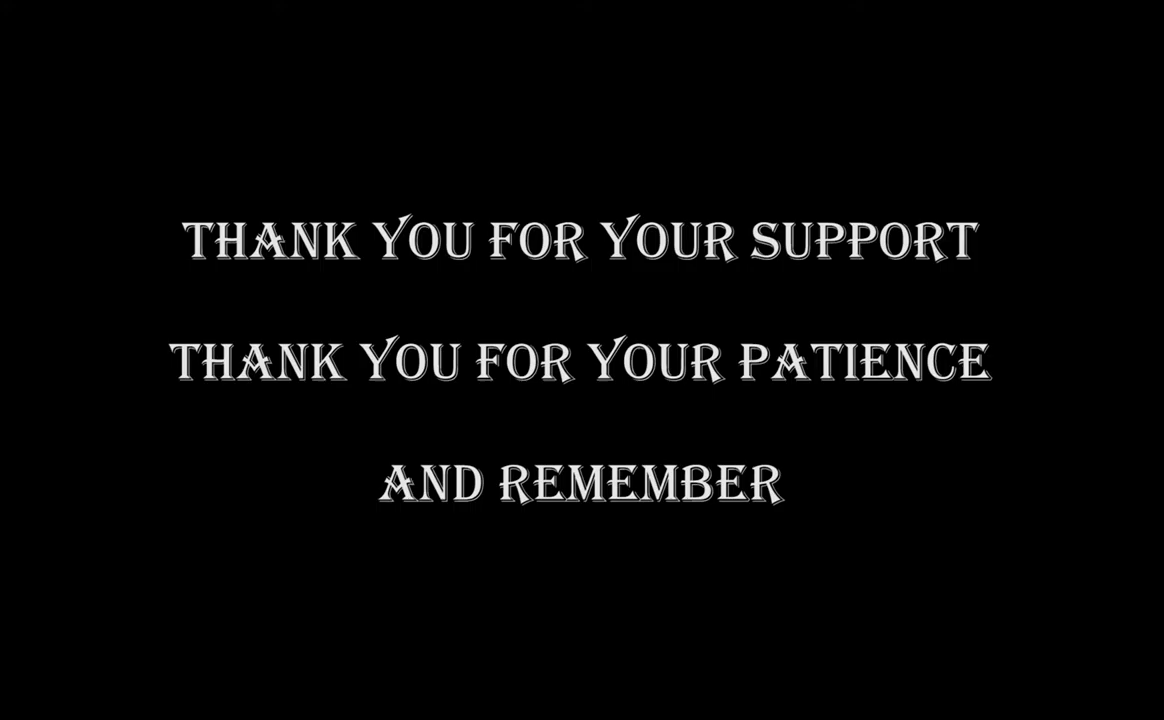 THANK YOU FOR YOUR SUPPORT
THANK YOU FOR YOUR PATIENCE
AND REMEMBER